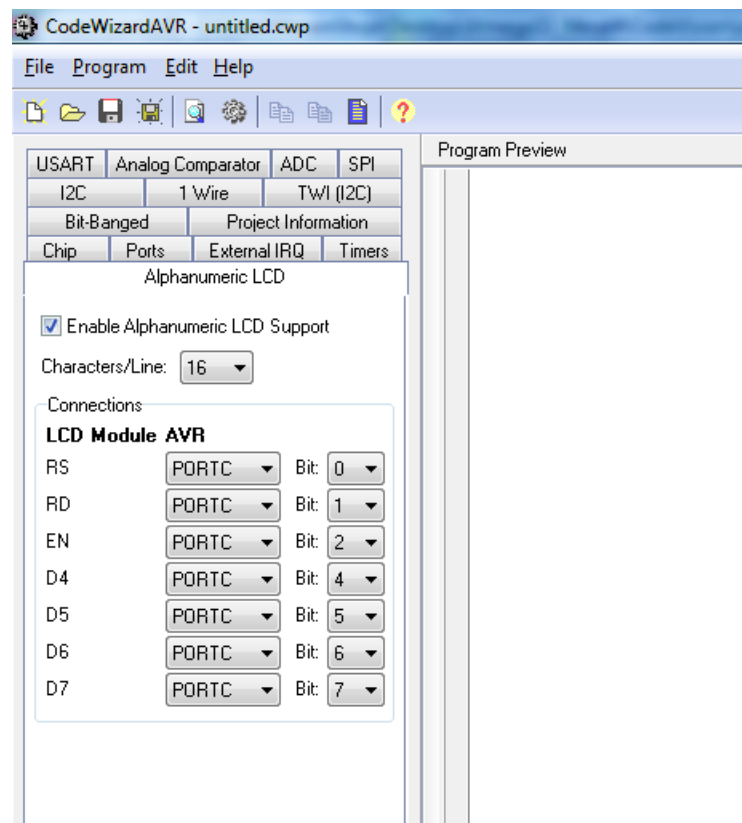 CodeWizardAVR - untitled.cwp
File Program Edit Help
?
Program Preview
USART Analog Comparator ADC SPI
I2C 1 Wire TWI (I2C)
Bit-Banged Project Information
Chip Ports External IRQ Timers
Alphanumeric LCD
Enable Alphanumeric LCD Support
Characters/Line: 16
Connections
LCD Module AVR
RS PORTC Bit: 0
RD PORTC Bit: 1
EN PORTC Bit: 2
D4 PORTC Bit: 4
D5 PORTC Bit: 5
D6 PORTC Bit: 6
D7 PORTC Bit: 7